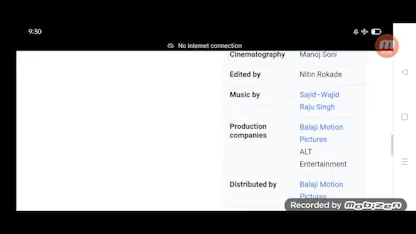 9:30
No internet connection
Cinematography Manoj Soni
Edited by Nitin Rokade
Music by Sajid–Wajid
Raju Singh
Production companies Balaji Motion Pictures
ALT Entertainment
Distributed by Balaji Motion Pictures
Recorded by Mobizen